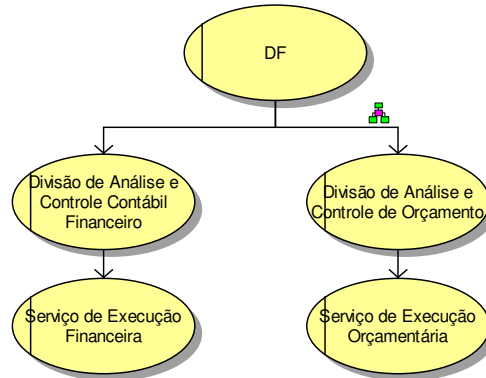 DF
Divisão de Análise e
Controle Contábil
Financeiro
Divisão de Análise e
Controle de Orçamento
Serviço de Execução
Financeira
Serviço de Execução
Orçamentária